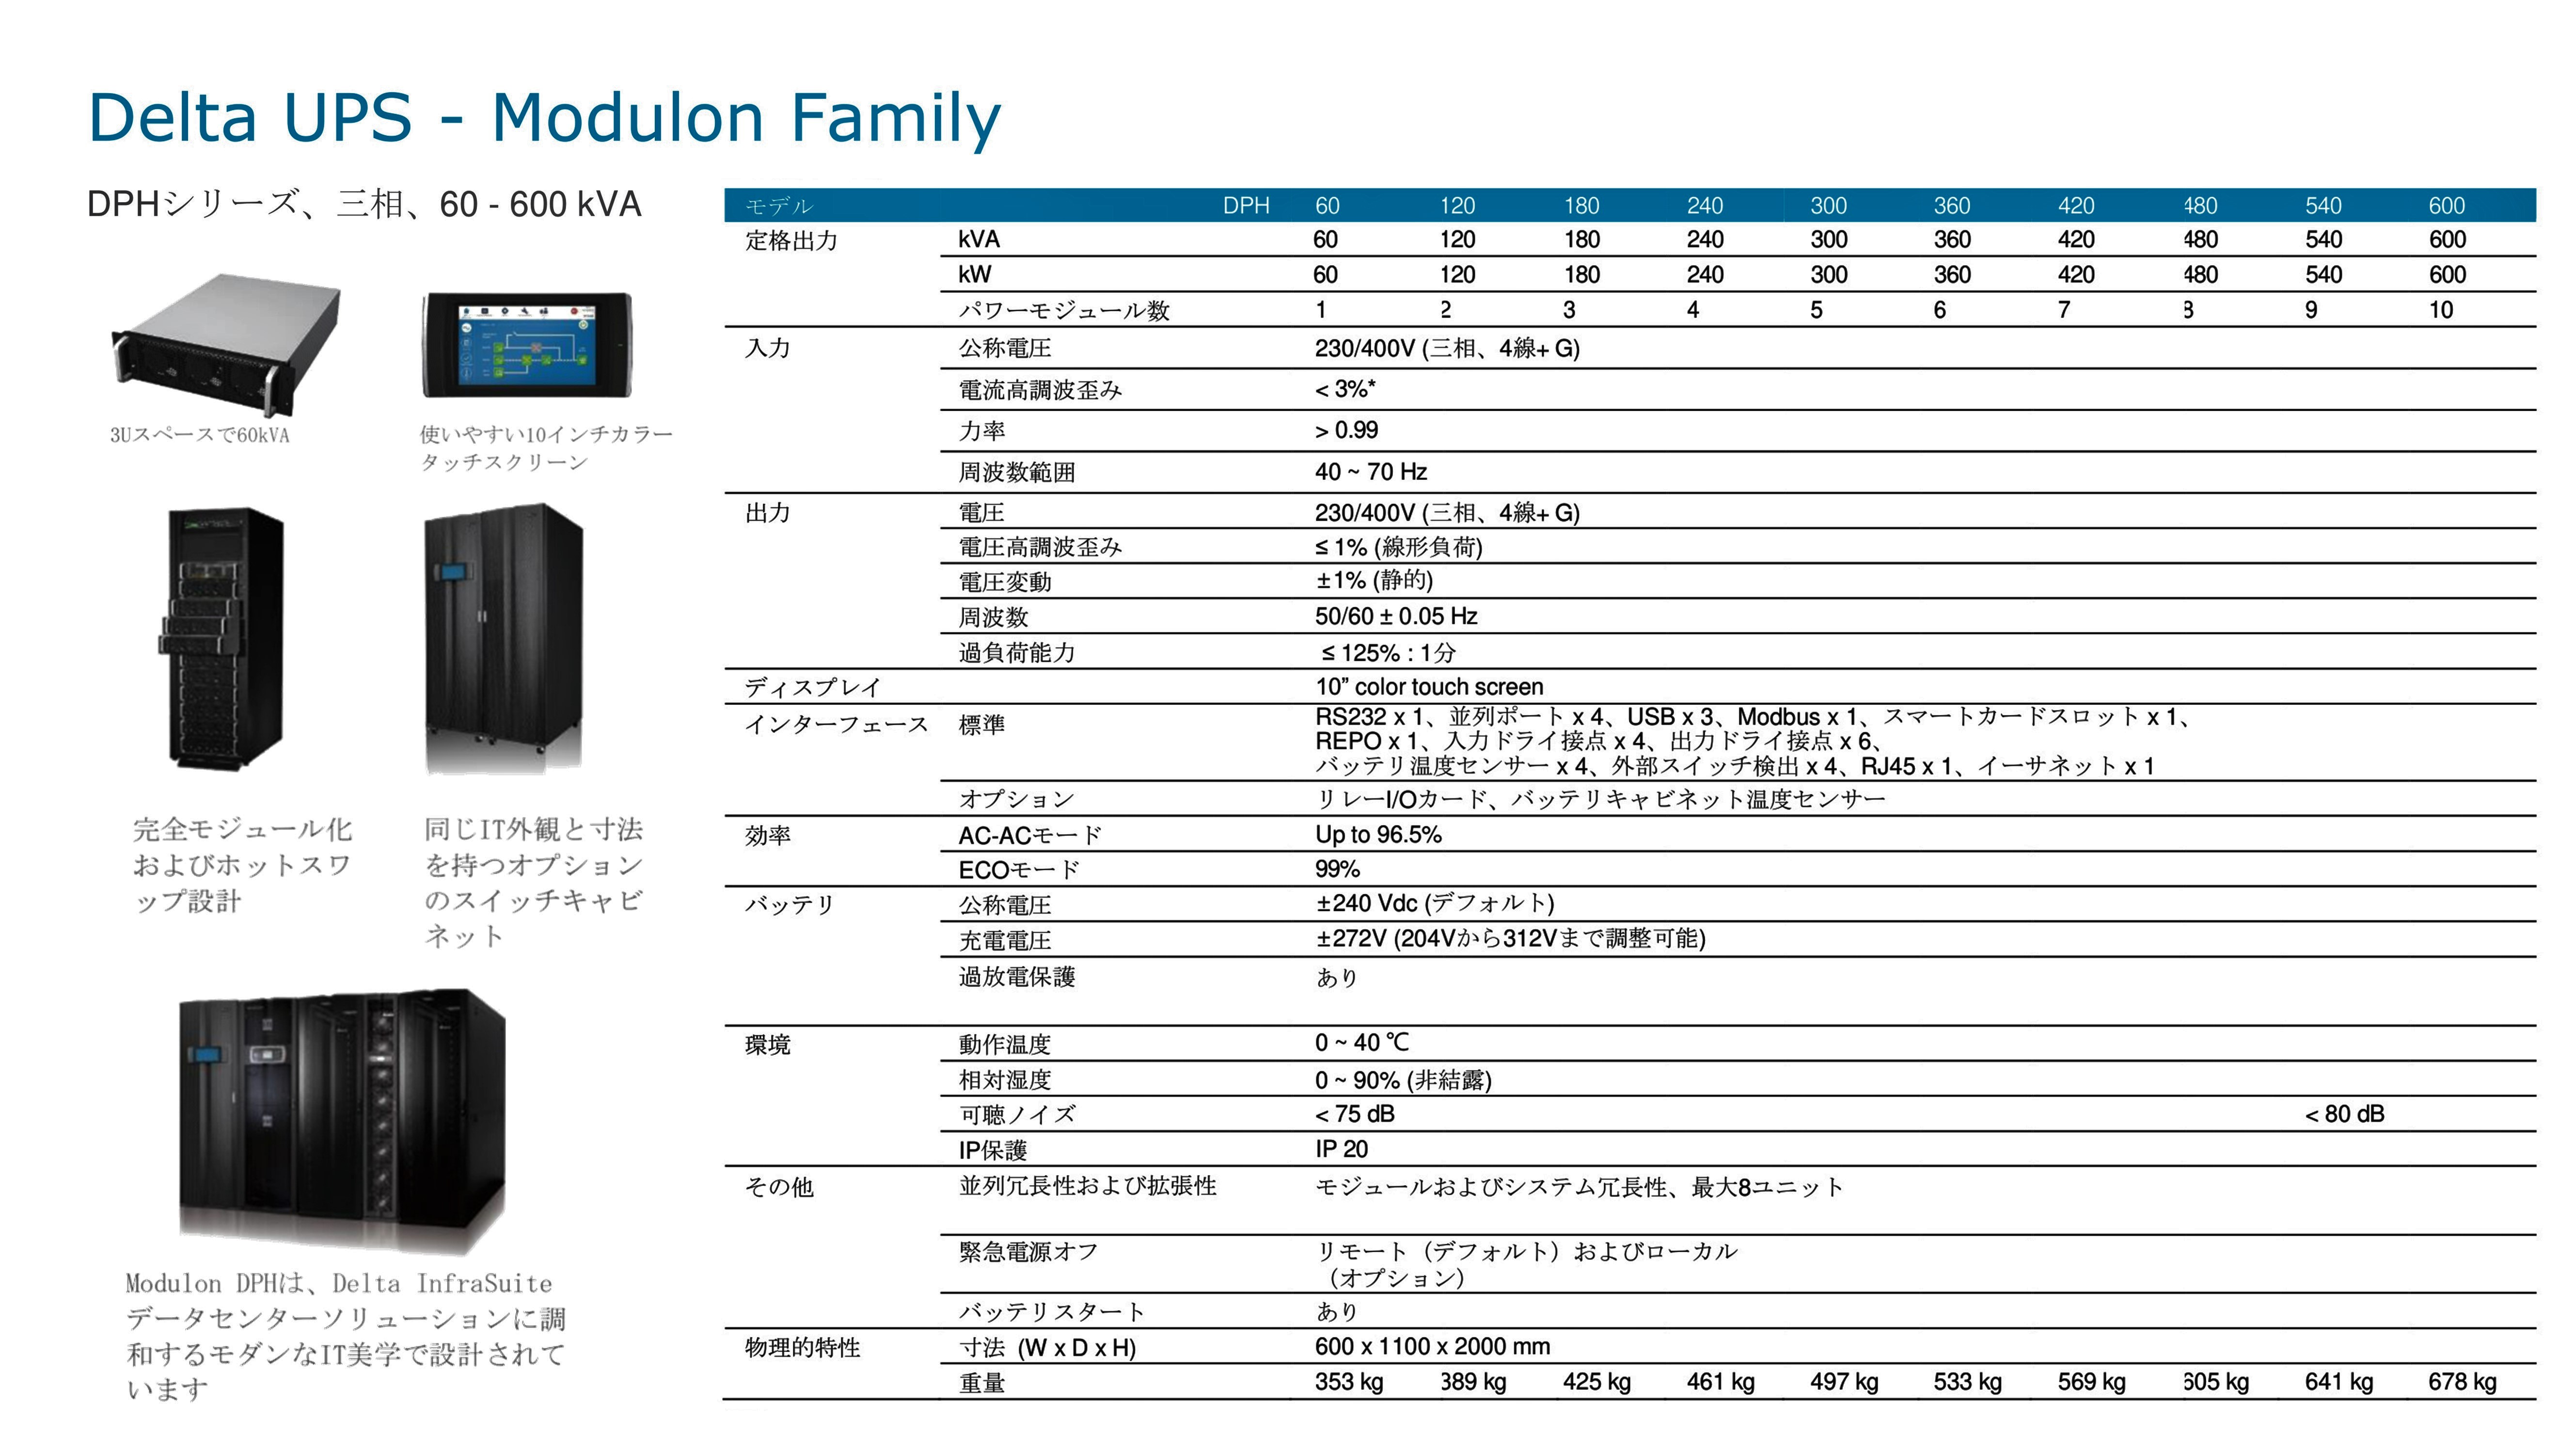 Delta UPS - Modulon Family
DPHシリーズ、三相、60 - 600 kVA
3Uスペースで60kVA
使いやすい10インチカラー
タッチスクリーン
完全モジュール化
およびホットスワ
ップ設計
同じIT外観と寸法
を持つオプション
のスイッチキャビ
ネット
Modulon DPHは、Delta InfraSuite
データセンターソリューションに調
和するモダンなIT美学で設計されて
います
モデル DPH 60 120 180 240 300 360 420 480 540 600
定格出力 kVA 60 120 180 240 300 360 420 480 540 600
kW 60 120 180 240 300 360 420 480 540 600
パワーモジュール数 1 2 3 4 5 6 7 8 9 10
入力 公称電圧 230/400V (三相、4線+ G)
電流高調波歪み < 3%*
力率 > 0.99
周波数範囲 40 ~ 70 Hz
出力 電圧 230/400V (三相、4線+ G)
電圧高調波歪み ≤ 1% (線形負荷)
電圧変動 ±1% (静的)
周波数 50/60 ± 0.05 Hz
過負荷能力 ≤ 125% : 1分
ディスプレイ 10” color touch screen
インターフェース 標準 RS232 x 1、並列ポート x 4、USB x 3、Modbus x 1、スマートカードスロット x 1、
REPO x 1、入力ドライ接点 x 4、出力ドライ接点 x 6、
バッテリ温度センサー x 4、外部スイッチ検出 x 4、RJ45 x 1、イーサネット x 1
オプション リレーI/Oカード、バッテリキャビネット温度センサー
効率 AC-ACモード Up to 96.5%
ECOモード 99%
バッテリ 公称電圧 ±240 Vdc (デフォルト)
充電電圧 ±272V (204Vから312Vまで調整可能)
過放電保護 あり
環境 動作温度 0 ~ 40 ℃
相対湿度 0 ~ 90% (非結露)
可聴ノイズ < 75 dB < 80 dB
IP保護 IP 20
その他 並列冗長性および拡張性 モジュールおよびシステム冗長性、最大8ユニット
緊急電源オフ リモート（デフォルト）およびローカル
（オプション）
バッテリスタート あり
物理的特性 寸法 (W x D x H) 600 x 1100 x 2000 mm
重量 353 kg 389 kg 425 kg 461 kg 497 kg 533 kg 569 kg 605 kg 641 kg 678 kg